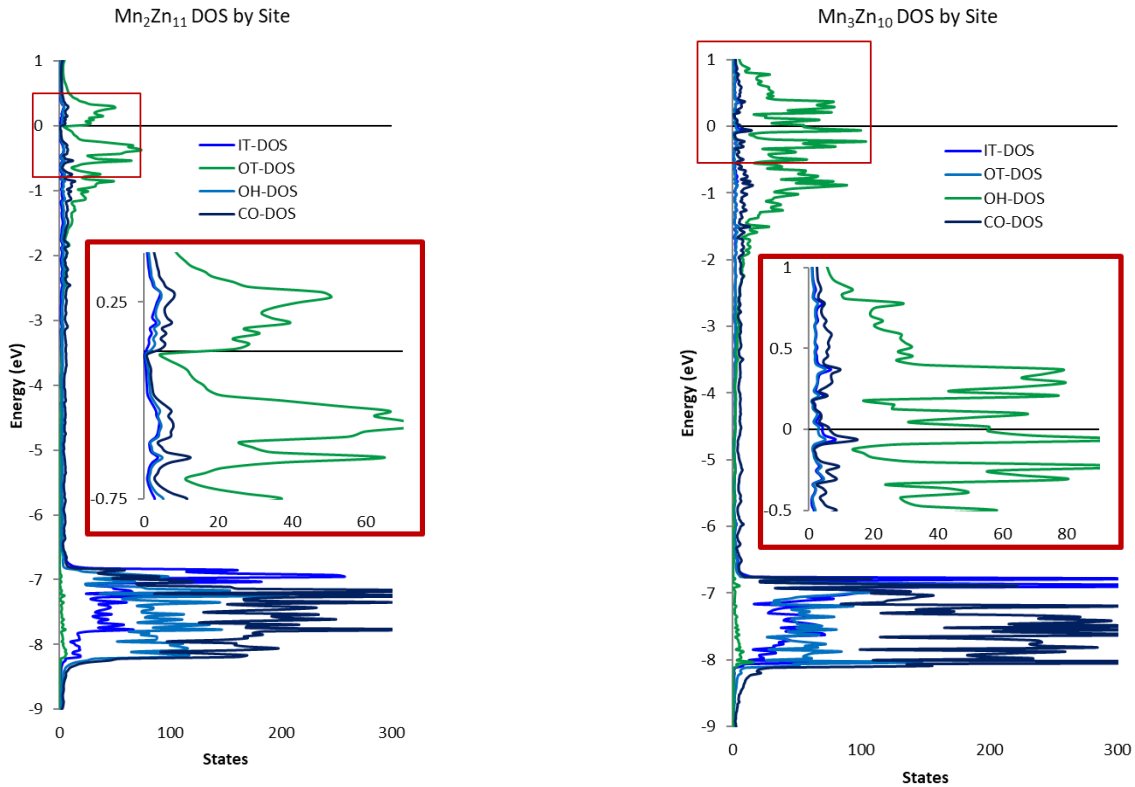 Mn2Zn11 DOS by Site
1
0
-1
-2
-3
-4
-5
-6
-7
-8
-9
Energy (eV)
IT-DOS
OT-DOS
OH-DOS
CO-DOS
0.25
-0.75
0 20 40 60
0 100 200 300
States
Mn3Zn10 DOS by Site
1
0
-1
-2
-3
-4
-5
-6
-7
-8
-9
Energy (eV)
IT-DOS
OT-DOS
OH-DOS
CO-DOS
1
0.5
0
-0.5
0 20 40 60 80
0 100 200 300
States